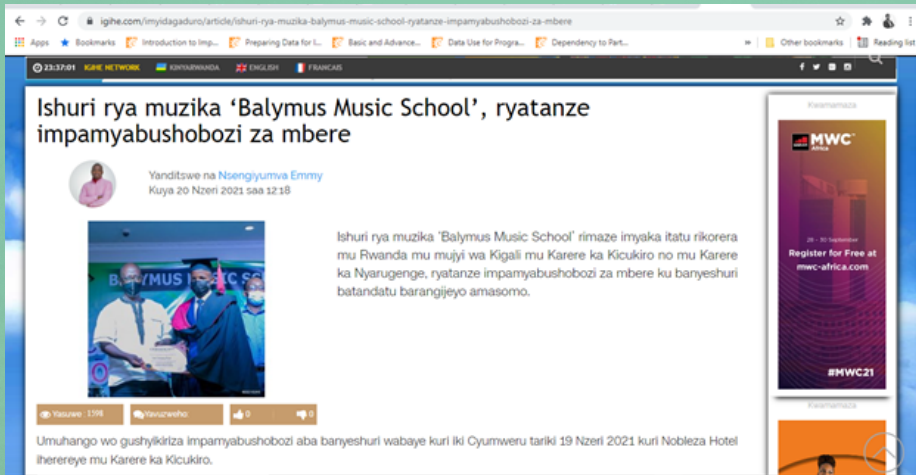 igihe.com/imyidagaduro/article/ishuri-rya-muzika-balymus-music-school-ryatanze-impamyabushobozi-za-mbere
Apps
Bookmarks
Introduction to Imp...
Preparing Data for I...
Basic and Advance...
Data Use for Progra...
Dependency to Part...
»
Other bookmarks
Reading list
23:37:01 IGIHE NETWORK KINYARWANDA ENGLISH FRANCAIS
Ishuri rya muzika ‘Balymus Music School’, ryatanze
impamyabushobozi za mbere
Yanditswe na Nsengiyumva Emmy
Kuya 20 Nzeri 2021 saa 12:18
Ishuri rya muzika 'Balymus Music School' rimaze imyaka itatu rikorera
mu Rwanda mu mujyi wa Kigali mu Karere ka Kicukiro no mu Karere
ka Nyarugenge, ryatanze impamyabushobozi za mbere ku banyeshuri
batandatu barangijeyo amasomo.
Yasuwe : 1,598
Yavuzweho:
0
0
Umuhango wo gushyikiriza impamyabushobozi aba banyeshuri wabaye kuri iki Cyumweru tariki 19 Nzeri 2021 kuri Nobleza Hotel
iherereye mu Karere ka Kicukiro.
Kwamamaza
MWC
Africa
28 - 30 September
Register for Free at
mwc-africa.com
#MWC21
Kwamamaza